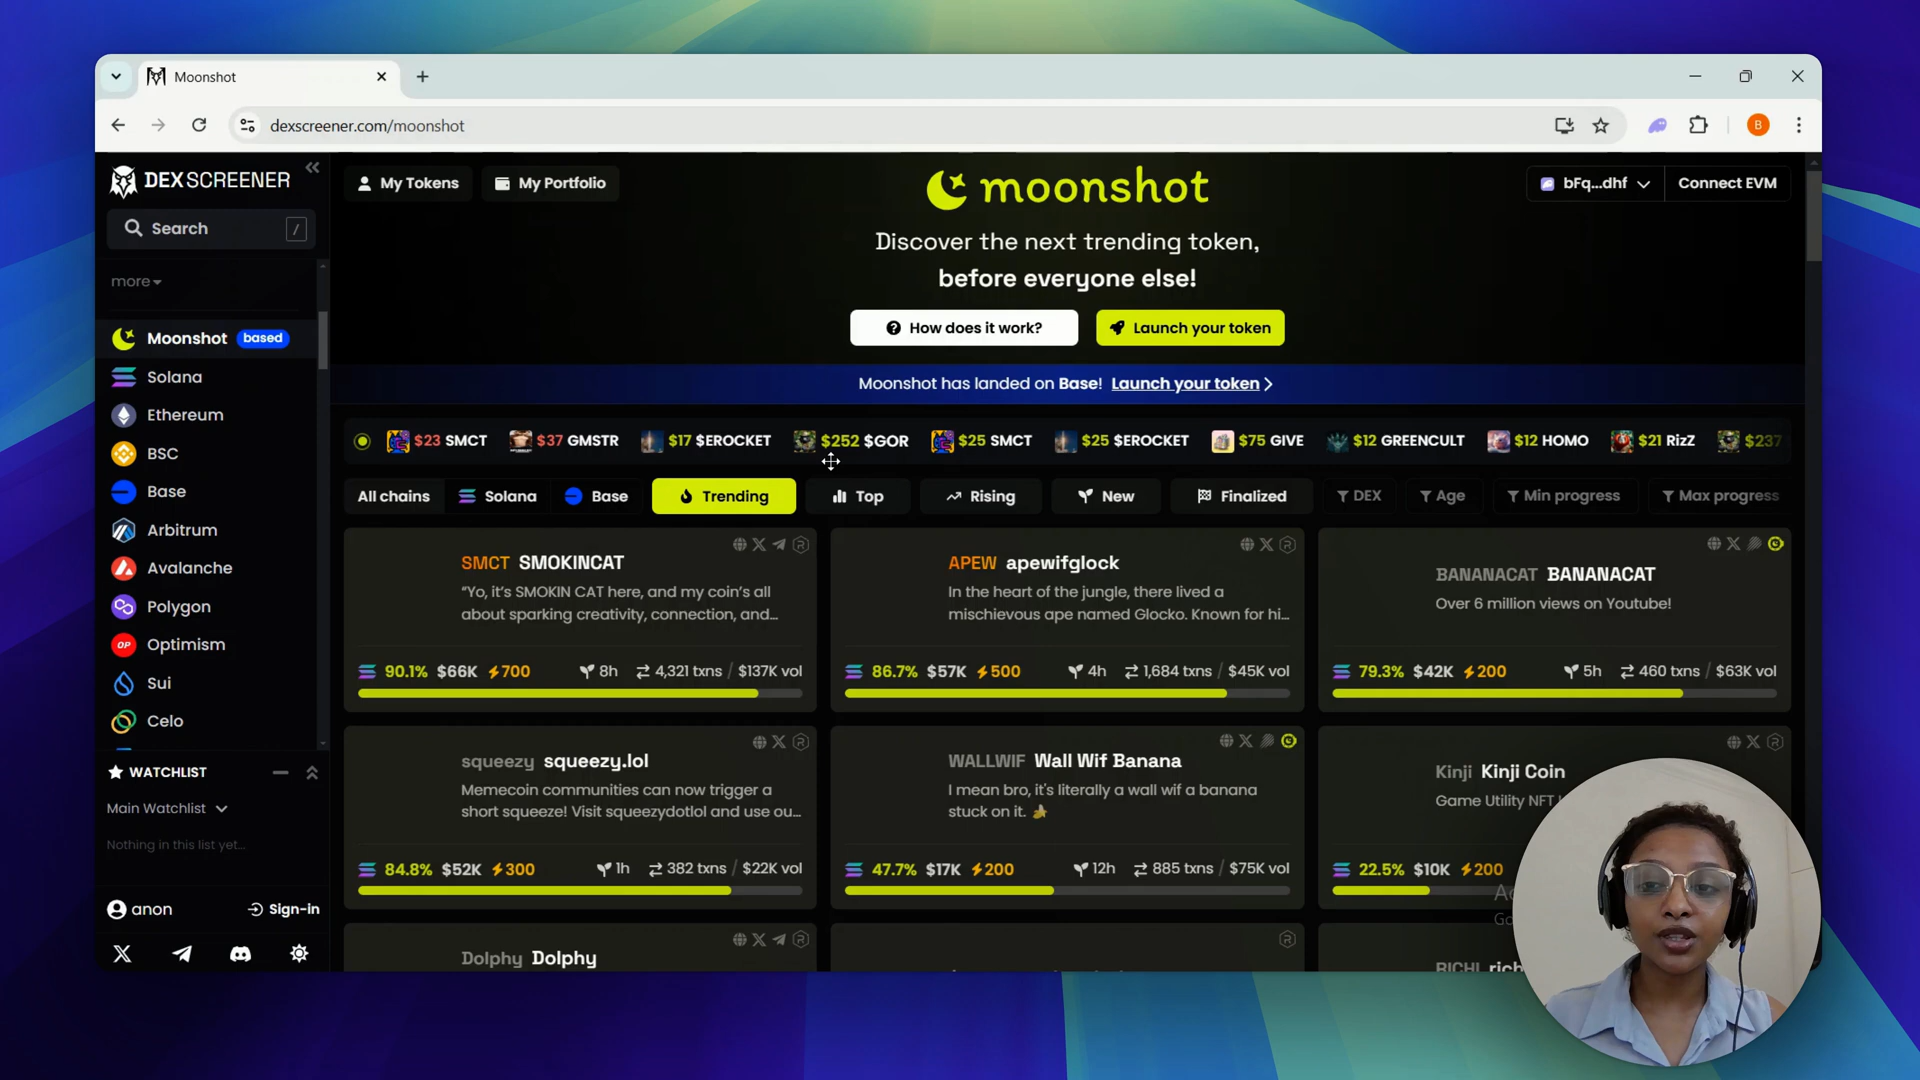 Moonshot
dexscreener.com/moonshot
B
DEX SCREENER
My Tokens
My Portfolio
moonshot
bFq...dhf
Connect EVM
Search
/
Discover the next trending token,
before everyone else!
more
How does it work?
Launch your token
Moonshot based
Solana
Ethereum
BSC
Base
Arbitrum
Avalanche
Polygon
OP Optimism
Sui
Celo
Moonshot has landed on Base! Launch your token
$23 SMCT
$37 GMSTR
$17 $EROCKET
$252 $GOR
$25 SMCT
$25 $EROCKET
$75 GIVE
$12 GREENCULT
$12 HOMO
$21 RizZ
$237
All chains
Solana
Base
Trending
Top
Rising
New
Finalized
DEX
Age
Min progress
Max progress
SMCT SMOKINCAT
“Yo, it’s SMOKIN CAT here, and my coin’s all
about sparking creativity, connection, and...
90.1% $66K 700 8h 4,321 txns / $137K vol
APEW apewifglock
In the heart of the jungle, there lived a
mischievous ape named Glocko. Known for hi...
86.7% $57K 500 4h 1,684 txns / $45K vol
BANANACAT BANANACAT
Over 6 million views on Youtube!
79.3% $42K 200 5h 460 txns / $63K vol
squeezy squeezy.lol
Memecoin communities can now trigger a
short squeeze! Visit squeezydotlol and use ou...
84.8% $52K 300 1h 382 txns / $22K vol
WALLWIF Wall Wif Banana
I mean bro, it's literally a wall wif a banana
stuck on it.
47.7% $17K 200 12h 885 txns / $75K vol
Kinji Kinji Coin
Game Utility NFT
22.5% $10K 200
Dolphy Dolphy
WATCHLIST
Main Watchlist
Nothing in this list yet...
anon
Sign-in